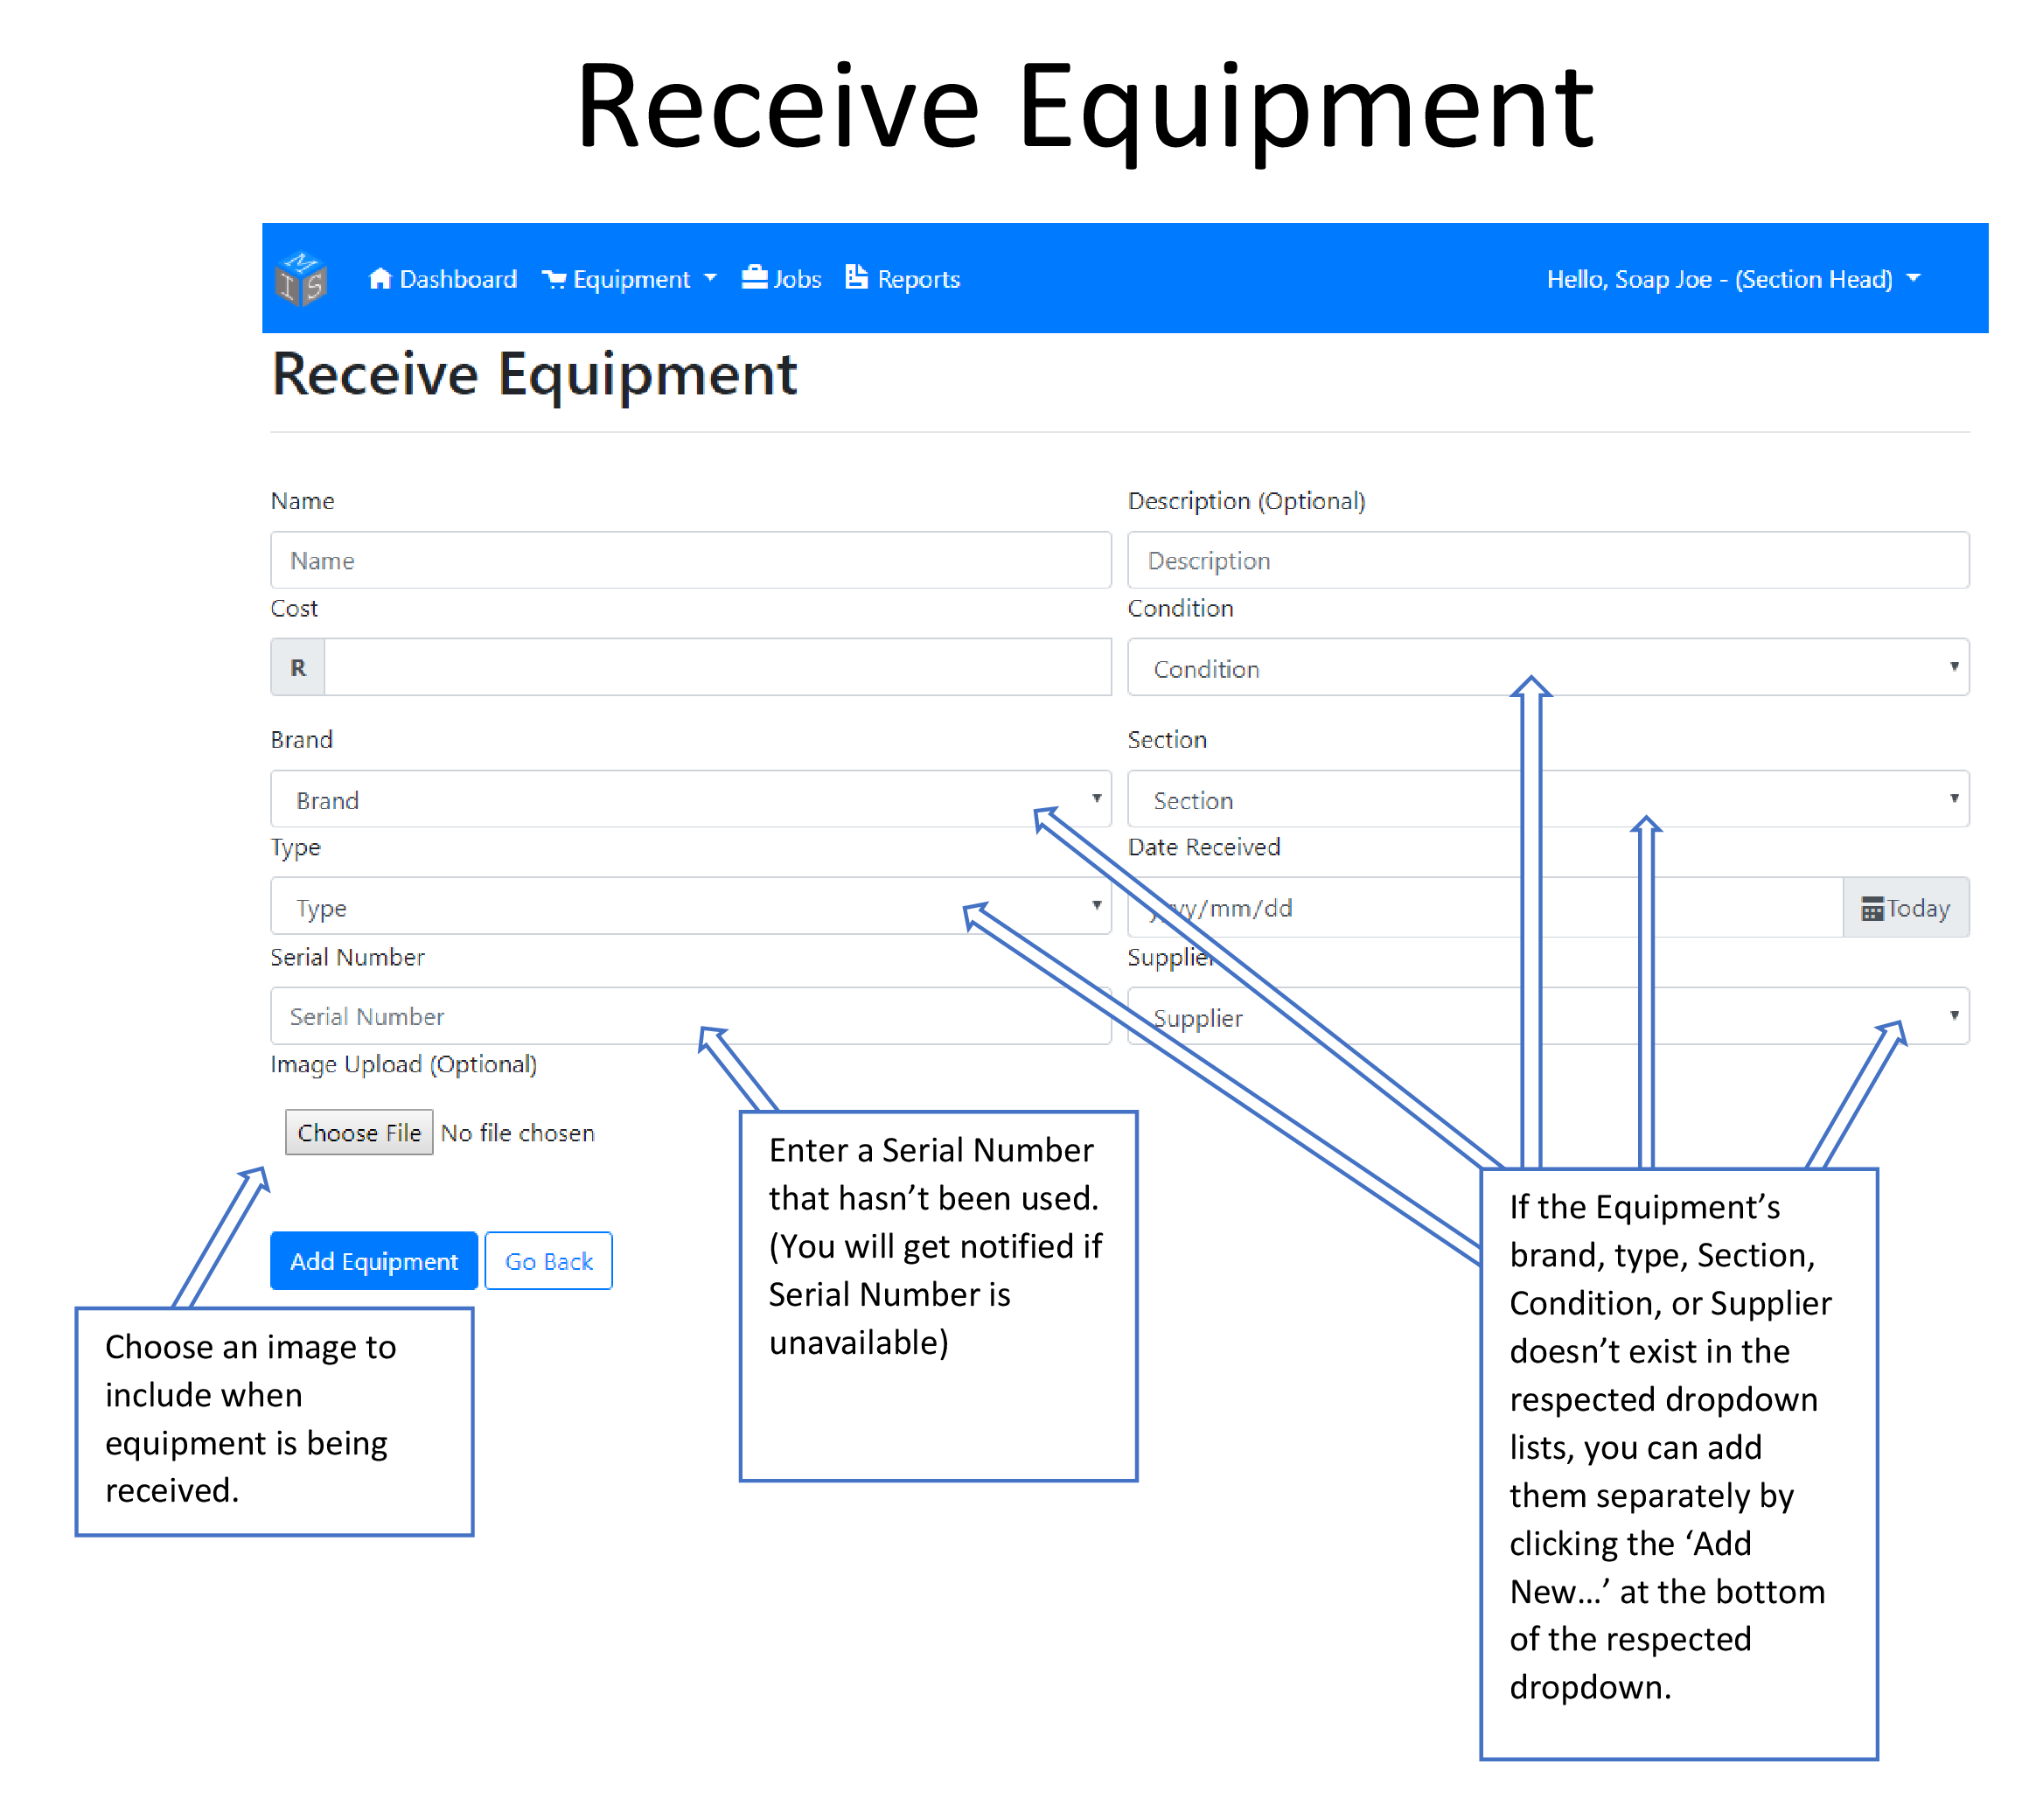 Receive Equipment
M I S
Dashboard Equipment Jobs Reports Hello, Soap Joe - (Section Head)
Receive Equipment
Name Description (Optional)
Name Description
Cost Condition
R Condition
Brand Section
Brand Section
Type Date Received
Type yyyy/mm/dd Today
Serial Number Supplier
Serial Number Supplier
Image Upload (Optional)
Choose File No file chosen
Add Equipment Go Back
Choose an image to
include when
equipment is being
received.
Enter a Serial Number
that hasn’t been used.
(You will get notified if
Serial Number is
unavailable)
If the Equipment’s
brand, type, Section,
Condition, or Supplier
doesn’t exist in the
respected dropdown
lists, you can add
them separately by
clicking the ‘Add
New…’ at the bottom
of the respected
dropdown.